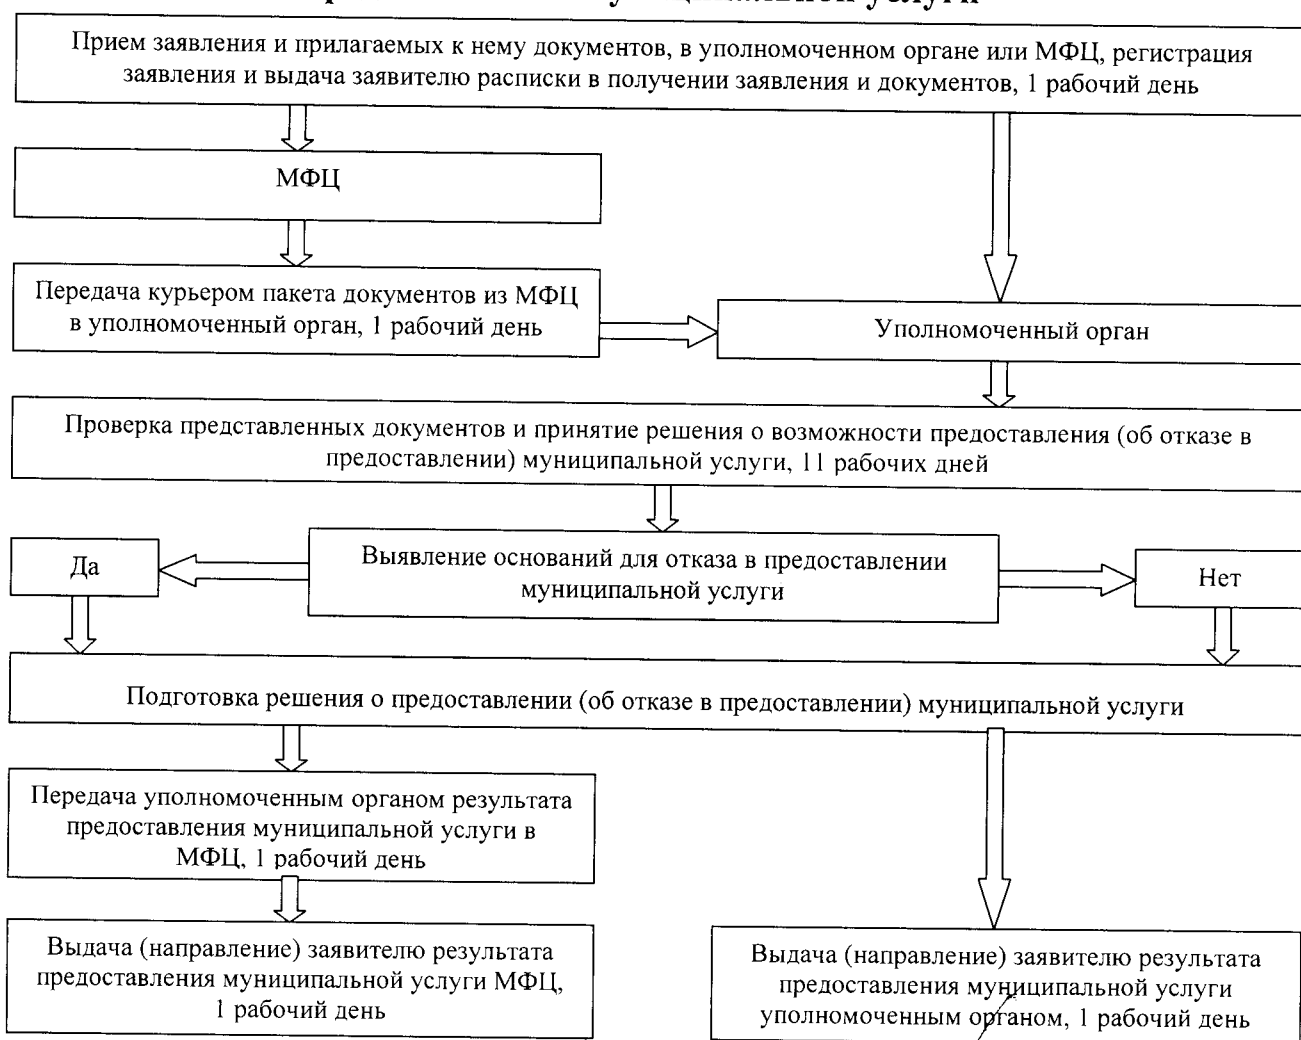 муниципальной услуги
Прием заявления и прилагаемых к нему документов, в уполномоченном органе или МФЦ, регистрация
заявления и выдача заявителю расписки в получении заявления и документов, 1 рабочий день
МФЦ
Передача курьером пакета документов из МФЦ
в уполномоченный орган, 1 рабочий день
Уполномоченный орган
Проверка представленных документов и принятие решения о возможности предоставления (об отказе в
предоставлении) муниципальной услуги, 11 рабочих дней
Да
Выявление оснований для отказа в предоставлении
муниципальной услуги
Нет
Подготовка решения о предоставлении (об отказе в предоставлении) муниципальной услуги
Передача уполномоченным органом результата
предоставления муниципальной услуги в
МФЦ, 1 рабочий день
Выдача (направление) заявителю результата
предоставления муниципальной услуги МФЦ,
1 рабочий день
Выдача (направление) заявителю результата
предоставления муниципальной услуги
уполномоченным органом, 1 рабочий день